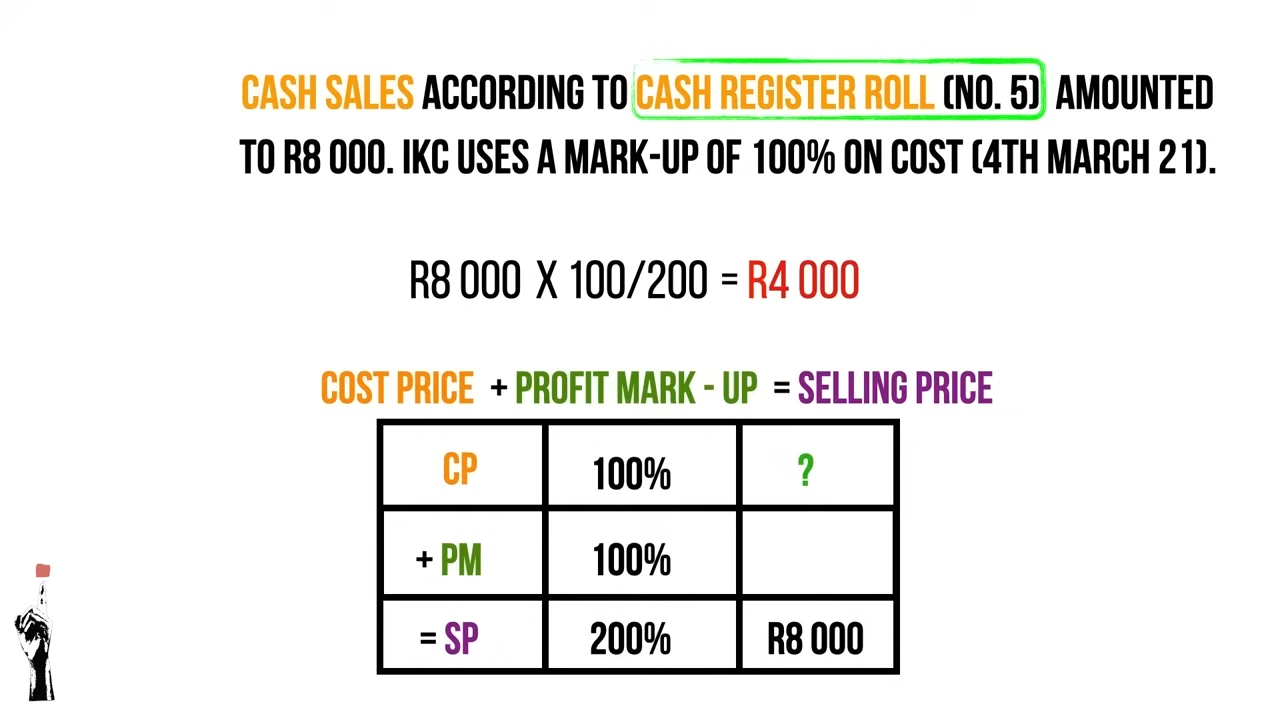 CASH SALES ACCORDING TO CASH REGISTER ROLL (NO. 5) AMOUNTED
TO R8 000. IKC USES A MARK-UP OF 100% ON COST (4TH MARCH 21).
R8 000 X 100/200 = R4 000
COST PRICE + PROFIT MARK - UP = SELLING PRICE
CP 100% ?
+ PM 100%
= SP 200% R8 000